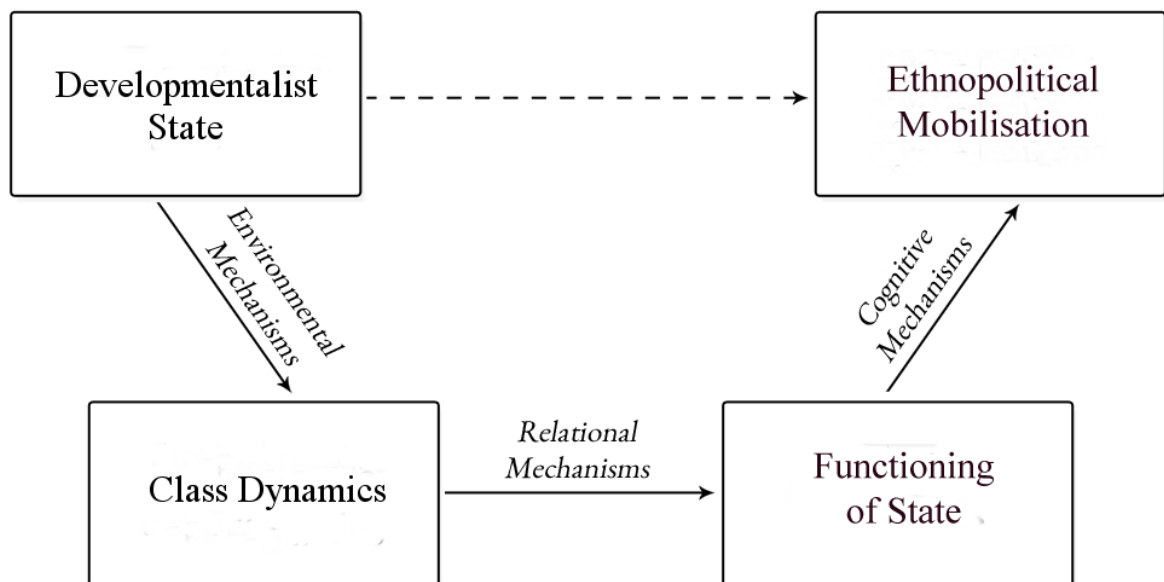 Developmentalist
State
Ethnopolitical
Mobilisation
Environmental
Mechanisms
Cognitive
Mechanisms
Class Dynamics
Relational
Mechanisms
Functioning
of State